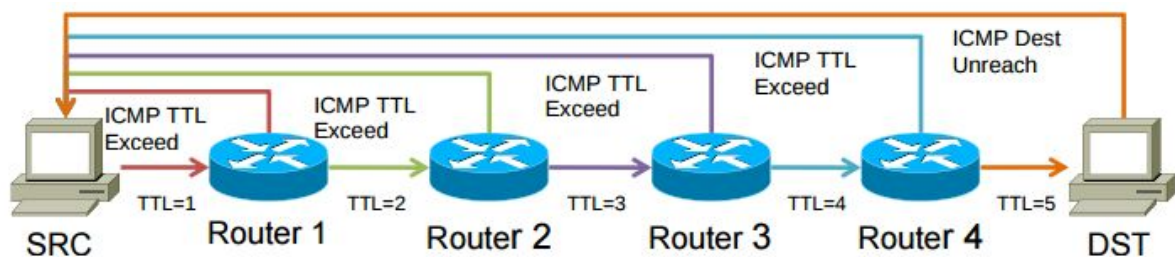 ICMP Dest
Unreach
ICMP TTL
Exceed
ICMP TTL
Exceed
ICMP TTL
Exceed
ICMP TTL
Exceed
TTL=1
TTL=2
TTL=3
TTL=4
TTL=5
SRC
Router 1
Router 2
Router 3
Router 4
DST